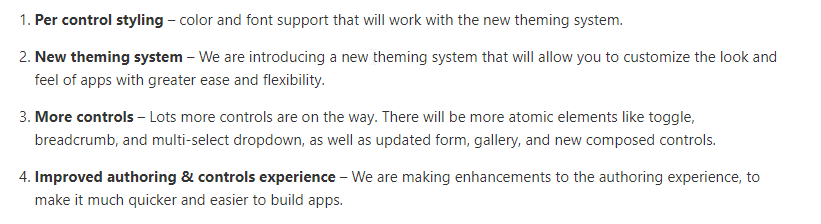 1. Per control styling – color and font support that will work with the new theming system.
2. New theming system – We are introducing a new theming system that will allow you to customize the look and
feel of apps with greater ease and flexibility.
3. More controls – Lots more controls are on the way. There will be more atomic elements like toggle,
breadcrumb, and multi-select dropdown, as well as updated form, gallery, and new composed controls.
4. Improved authoring & controls experience – We are making enhancements to the authoring experience, to
make it much quicker and easier to build apps.